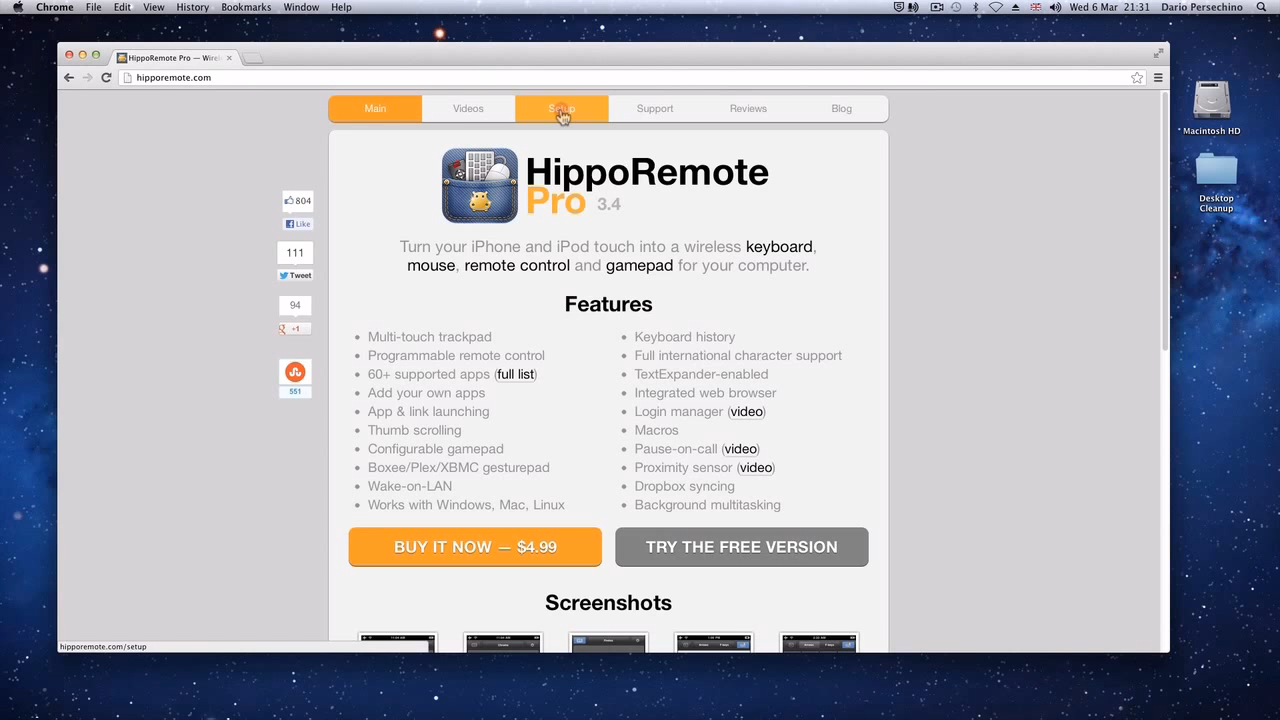 Chrome File Edit View History Bookmarks Window Help Wed 6 Mar 21:31 Dario Persechino
HippoRemote Pro — Wirel
hipporemote.com
Main Videos Setup Support Reviews Blog
HippoRemote
Pro 3.4
804
Like
111
Tweet
94
+1
551
Turn your iPhone and iPod touch into a wireless keyboard,
mouse, remote control and gamepad for your computer.
Features
• Multi-touch trackpad
• Programmable remote control
• 60+ supported apps (full list)
• Add your own apps
• App & link launching
• Thumb scrolling
• Configurable gamepad
• Boxee/Plex/XBMC gesturepad
• Wake-on-LAN
• Works with Windows, Mac, Linux
• Keyboard history
• Full international character support
• TextExpander-enabled
• Integrated web browser
• Login manager (video)
• Macros
• Pause-on-call (video)
• Proximity sensor (video)
• Dropbox syncing
• Background multitasking
BUY IT NOW — $4.99
TRY THE FREE VERSION
Screenshots
hipporemote.com/setup
Macintosh HD
Desktop
Cleanup